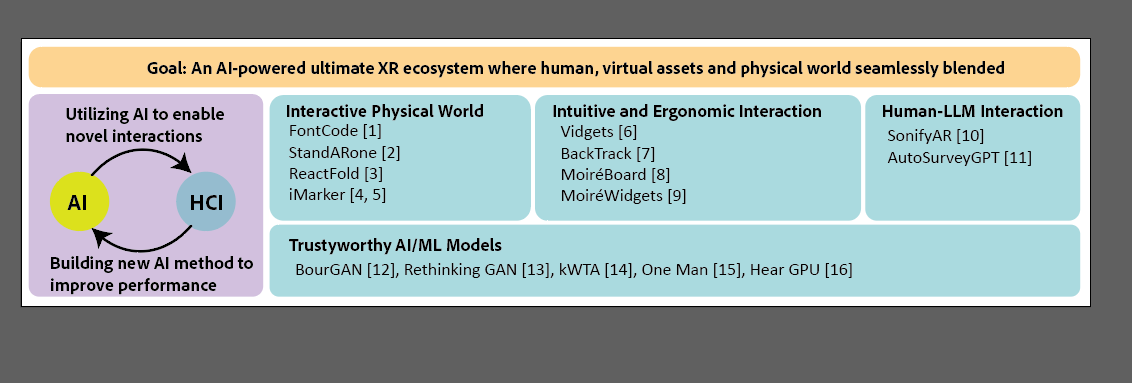 Goal: An AI-powered ultimate XR ecosystem where human, virtual assets and physical world seamlessly blended
Utilizing AI to enable
novel interactions
AI
HCI
Building new AI method to
improve performance
Interactive Physical World
FontCode [1]
StandARone [2]
ReactFold [3]
iMarker [4, 5]
Intuitive and Ergonomic Interaction
Vidgets [6]
BackTrack [7]
MoiréBoard [8]
MoiréWidgets [9]
Human-LLM Interaction
SonifyAR [10]
AutoSurveyGPT [11]
Trustyworthy AI/ML Models
BourGAN [12], Rethinking GAN [13], kWTA [14], One Man [15], Hear GPU [16]